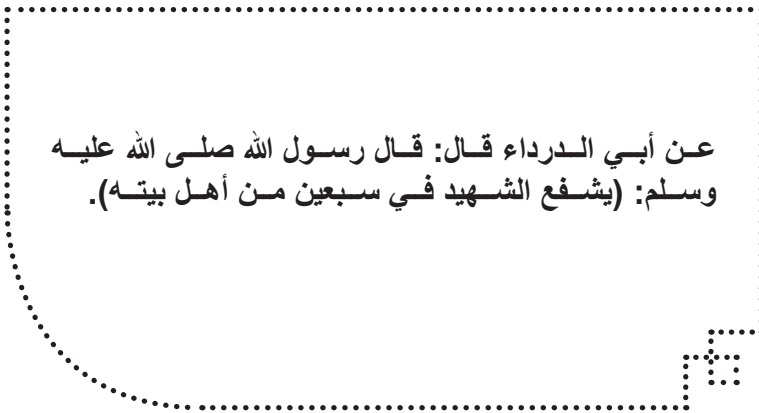 عن أبي الدرداء قال: قال رسول الله صلى الله عليه
وسلم: (يشفع الشهيد في سبعين من أهل بيته).